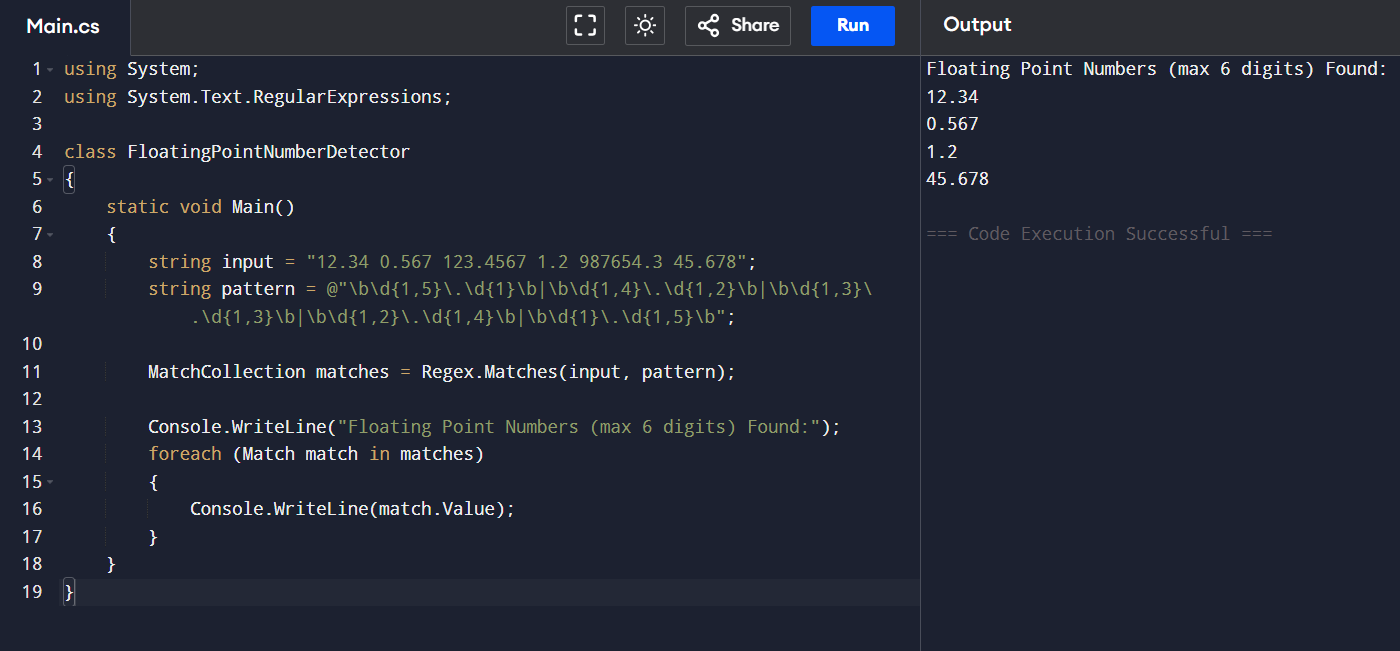 Main.cs
Share
Run
Output
1 using System;
2 using System.Text.RegularExpressions;
3
4 class FloatingPointNumberDetector
5 {
6     static void Main()
7     {
8         string input = "12.34 0.567 123.4567 1.2 987654.3 45.678";
9         string pattern = @"\b\d{1,5}\.\d{1}\b|\b\d{1,4}\.\d{1,2}\b|\b\d{1,3}\
            .\d{1,3}\b|\b\d{1,2}\.\d{1,4}\b|\b\d{1}\.\d{1,5}\b";
10
11         MatchCollection matches = Regex.Matches(input, pattern);
12
13         Console.WriteLine("Floating Point Numbers (max 6 digits) Found:");
14         foreach (Match match in matches)
15         {
16             Console.WriteLine(match.Value);
17         }
18     }
19 }
Floating Point Numbers (max 6 digits) Found:
12.34
0.567
1.2
45.678
=== Code Execution Successful ===